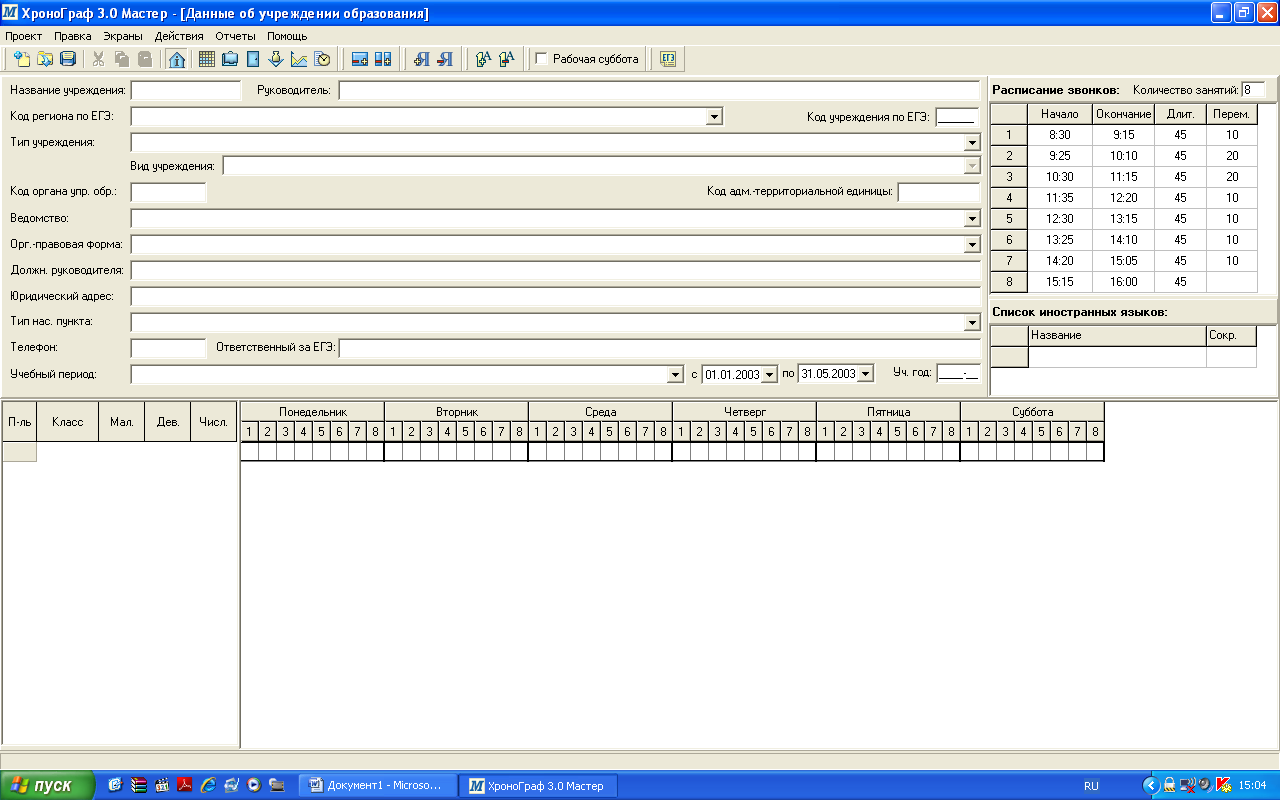 ХроноГраф 3.0 Мастер - [Данные об учреждении образования]
Проект Правка Экраны Действия Отчеты Помощь
Рабочая суббота ЕГЭ
Название учреждения: Руководитель:
Код региона по ЕГЭ: Код учреждения по ЕГЭ:
Тип учреждения:
Вид учреждения:
Код органа упр. обр.: Код адм.-территориальной единицы:
Ведомство:
Орг.-правовая форма:
Должн. руководителя:
Юридический адрес:
Тип нас. пункта:
Телефон: Ответственный за ЕГЭ:
Учебный период: с 01.01.2003 по 31.05.2003 Уч. год: ____-__
Расписание звонков: Количество занятий: 8
Начало Окончание Длит. Перем.
1 8:30 9:15 45 10
2 9:25 10:10 45 20
3 10:30 11:15 45 20
4 11:35 12:20 45 10
5 12:30 13:15 45 10
6 13:25 14:10 45 10
7 14:20 15:05 45 10
8 15:15 16:00 45
Список иностранных языков:
Название Сокр.
П-ль Класс Мал. Дев. Числ.
Понедельник Вторник Среда Четверг Пятница Суббота
1 2 3 4 5 6 7 8 1 2 3 4 5 6 7 8 1 2 3 4 5 6 7 8 1 2 3 4 5 6 7 8 1 2 3 4 5 6 7 8 1 2 3 4 5 6 7 8
пуск Документ1 - Microso... ХроноГраф 3.0 Мастер RU 15:04